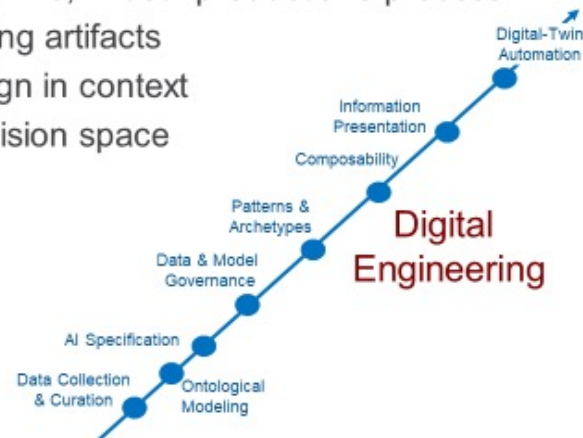 ng artifacts
gn in context
ision space
Digital-Twin
Automation
Information
Presentation
Composability
Patterns &
Archetypes
Digital
Engineering
Data & Model
Governance
AI Specification
Data Collection
& Curation
Ontological
Modeling